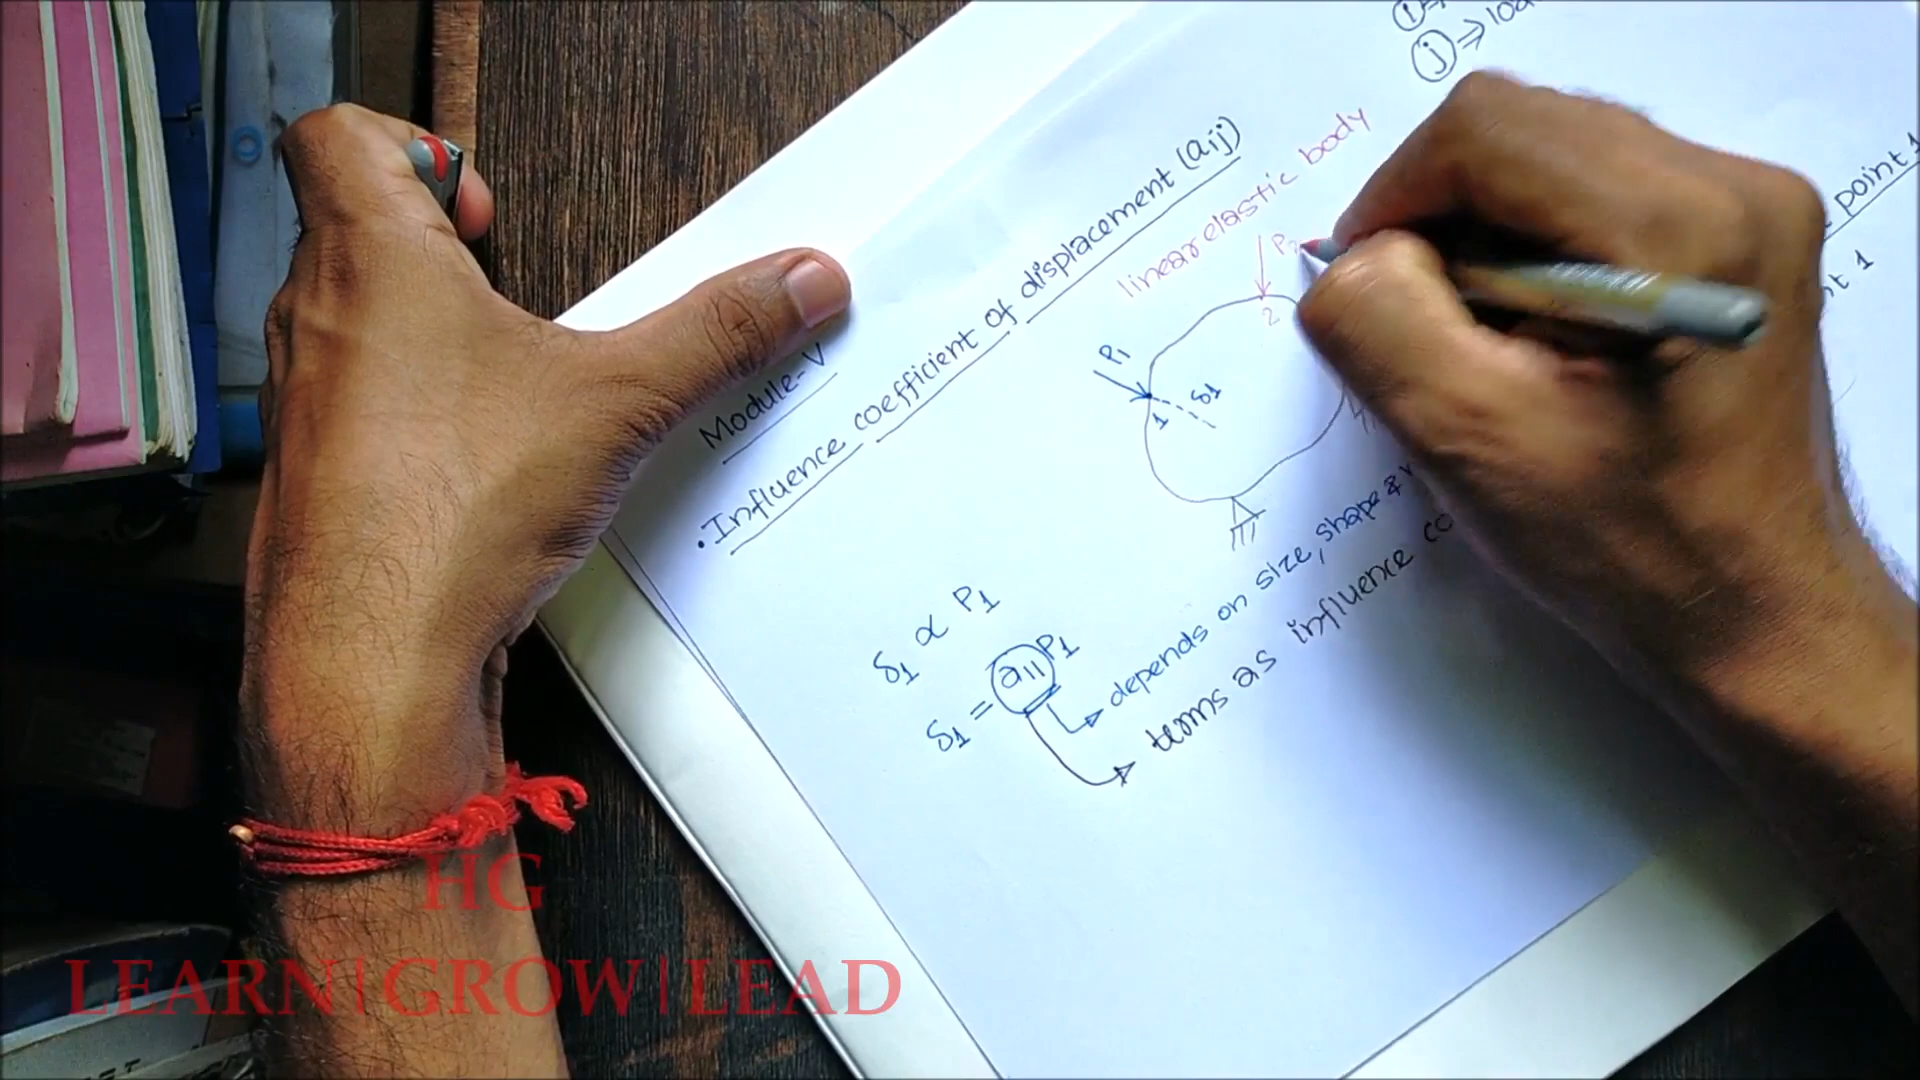 Module-V
. Influence coefficient of displacement (aij)
i ⇒
j ⇒ loa
linear elastic body
P2
2
P1
1
δ1
point 1
t 1
δ1 ∝ P1
δ1 = a11 P1
depends on size, shape &
terms as influence co
HG
LEARN|GROW|LEAD